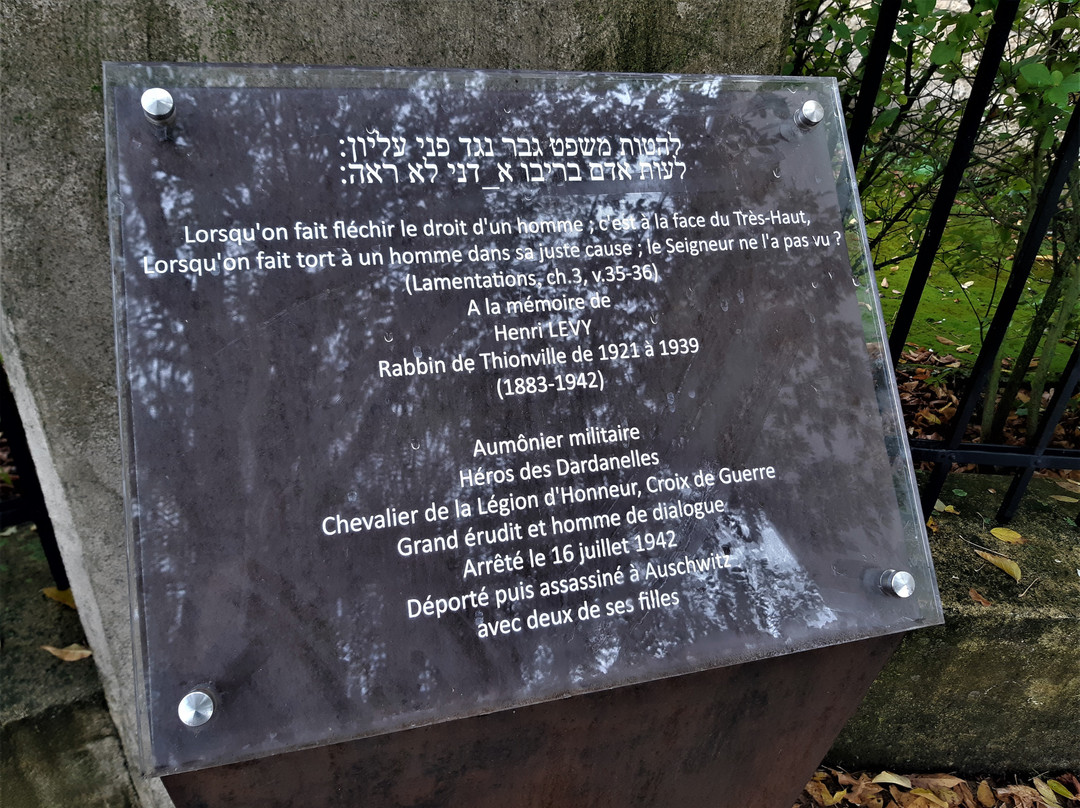 להטות משפט גבר נגד פני עליון:
לעות אדם בריבו א_דני לא ראה:
Lorsqu'on fait fléchir le droit d'un homme ; c'est à la face du Très-Haut,
Lorsqu'on fait tort à un homme dans sa juste cause ; le Seigneur ne l'a pas vu ?
(Lamentations, ch.3, v.35-36)
A la mémoire de
Henri LEVY
Rabbin de Thionville de 1921 à 1939
(1883-1942)
Aumônier militaire
Héros des Dardanelles
Chevalier de la Légion d'Honneur, Croix de Guerre
Grand érudit et homme de dialogue
Arrêté le 16 juillet 1942
Déporté puis assassiné à Auschwitz
avec deux de ses filles